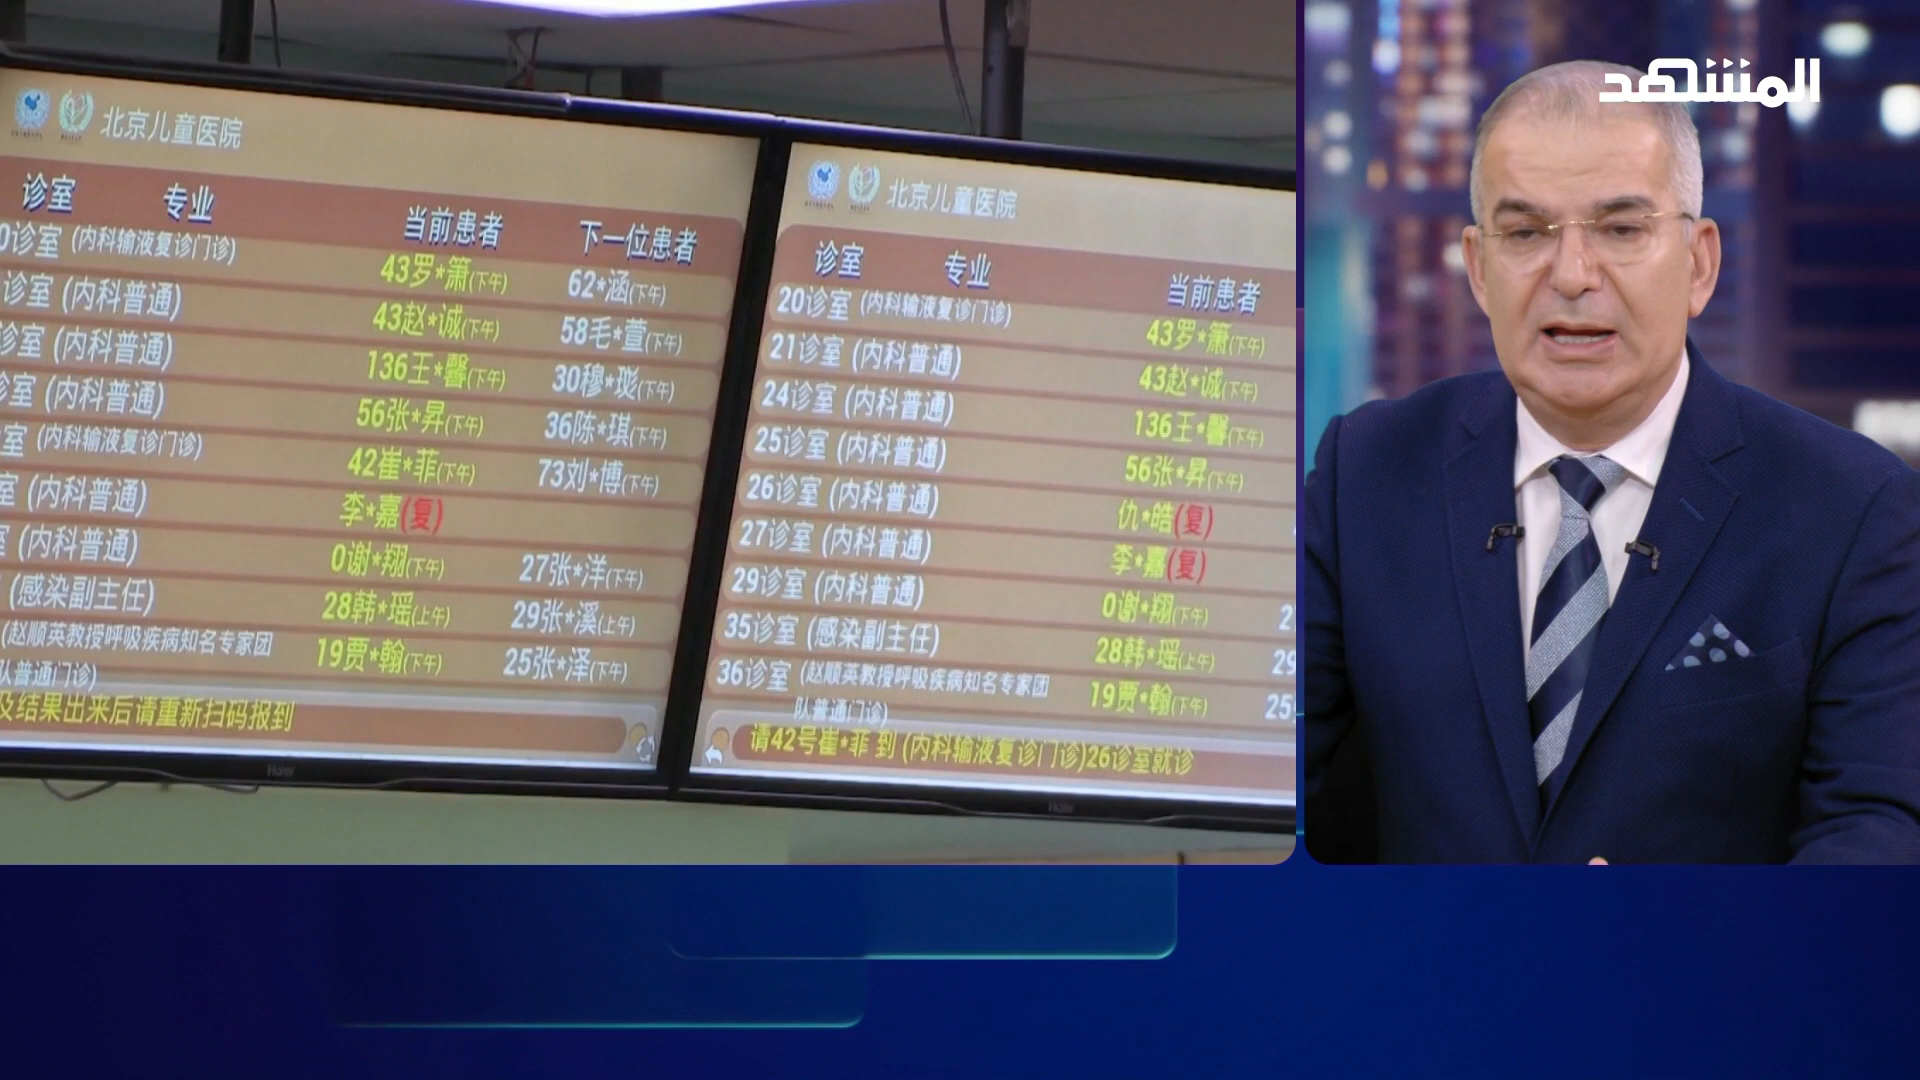 المشهد
北京儿童医院
诊室 专业 当前患者 下一位患者
0诊室 (内科输液复诊门诊) 43罗*箫(下午) 62*涵(下午)
诊室 (内科普通) 43赵*诚(下午) 58毛*萱(下午)
诊室 (内科普通) 136王*馨(下午) 30穆*琰(下午)
诊室 (内科普通) 56张*昇(下午) 36陈*琪(下午)
室 (内科输液复诊门诊) 42崔*菲(下午) 73刘*博(下午)
室 (内科普通) 李*嘉(复)
室 (内科普通) 0谢*翔(下午) 27张*洋(下午)
(感染副主任) 28韩*瑶(上午) 29张*溪(上午)
(赵顺英教授呼吸疾病知名专家团 19贾*翰(下午) 25张*泽(下午)
队普通门诊)
及结果出来后请重新扫码报到
Haier
北京儿童医院
诊室 专业 当前患者
20诊室 (内科输液复诊门诊) 43罗*箫(下午)
21诊室 (内科普通) 43赵*诚(下午)
24诊室 (内科普通) 136王*馨(下午)
25诊室 (内科普通) 56张*昇(下午)
26诊室 (内科普通) 仇*皓(复)
27诊室 (内科普通) 李*嘉(复)
29诊室 (内科普通) 0谢*翔(下午) 2
35诊室 (感染副主任) 28韩*瑶(上午) 29
36诊室 (赵顺英教授呼吸疾病知名专家团 19贾*翰(下午) 25
队普通门诊)
请42号崔*菲 到 (内科输液复诊门诊)26诊室就诊
Haier